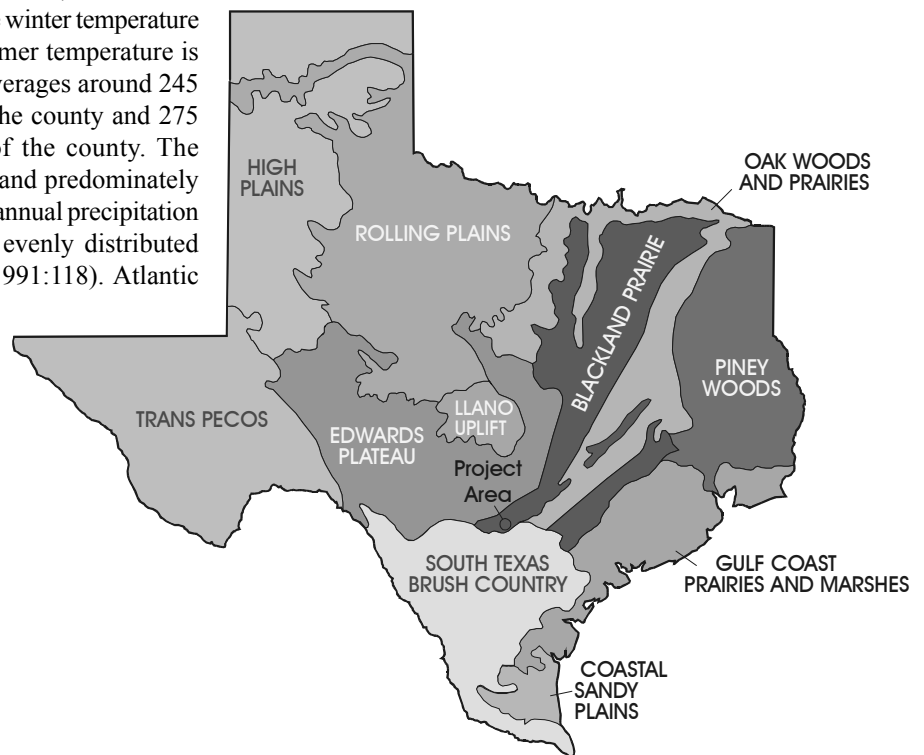 winter temperature
mer temperature is
verages around 245
he county and 275
of the county. The
and predominately
annual precipitation
evenly distributed
991:118). Atlantic
HIGH
PLAINS
OAK WOODS
AND PRAIRIES
ROLLING PLAINS
BLACKLAND PRAIRIE
PINEY
WOODS
TRANS PECOS
LLANO
UPLIFT
EDWARDS
PLATEAU
Project
Area
SOUTH TEXAS
BRUSH COUNTRY
GULF COAST
PRAIRIES AND MARSHES
COASTAL
SANDY
PLAINS